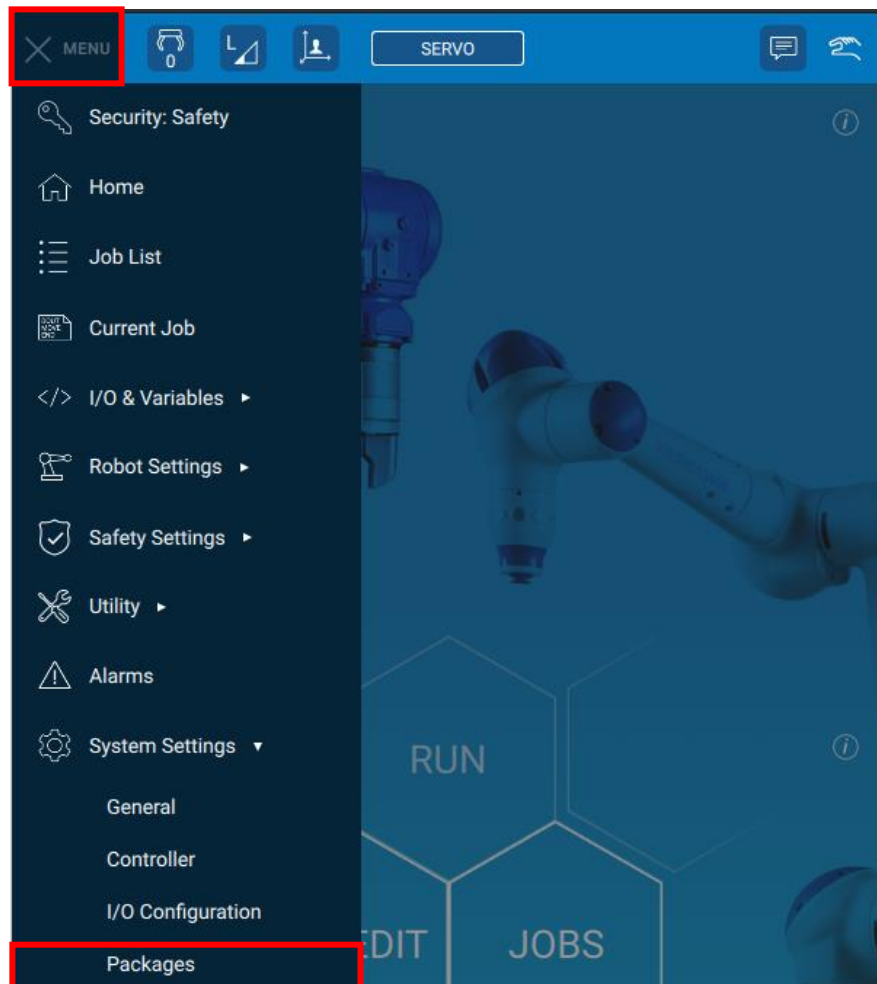 MENU
0
L
SERVO
Security: Safety
Home
Job List
Current Job
</> I/O & Variables
Robot Settings
Safety Settings
Utility
Alarms
System Settings
RUN
General
Controller
I/O Configuration
EDIT
JOBS
Packages